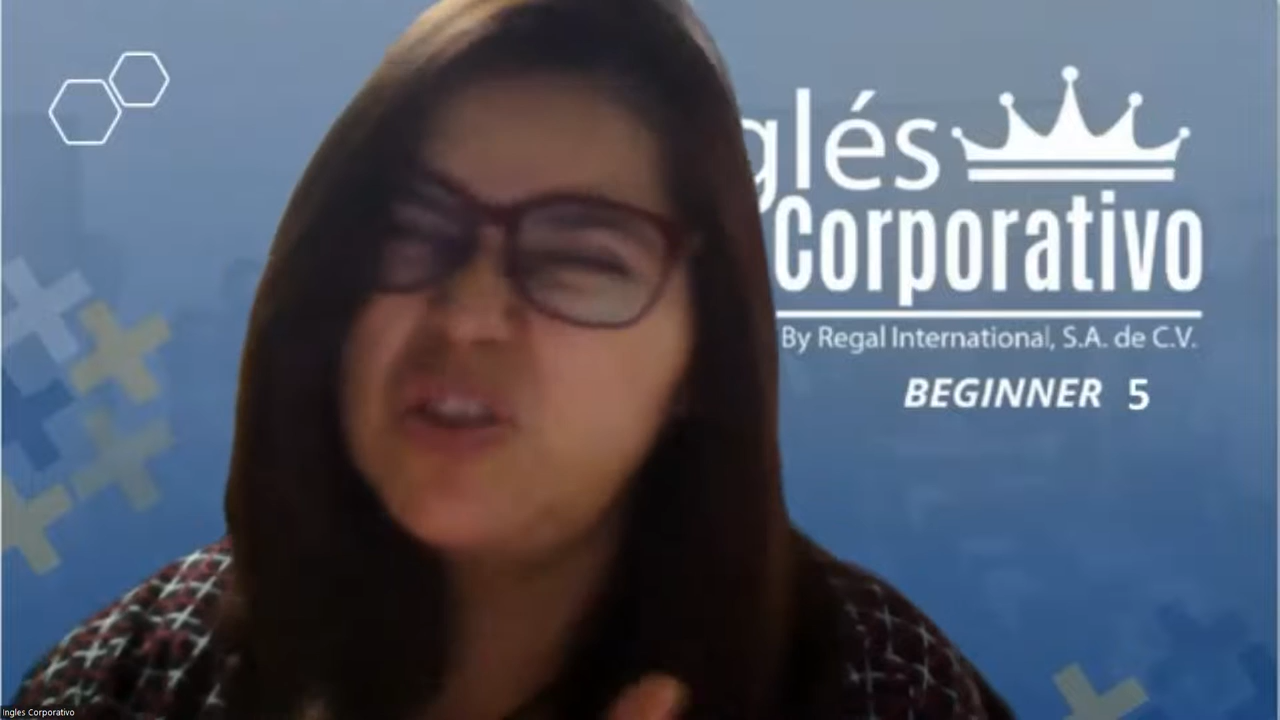 glés
Corporativo
By Regal International, S.A. de C.V.
BEGINNER 5
Ingles Corporativo